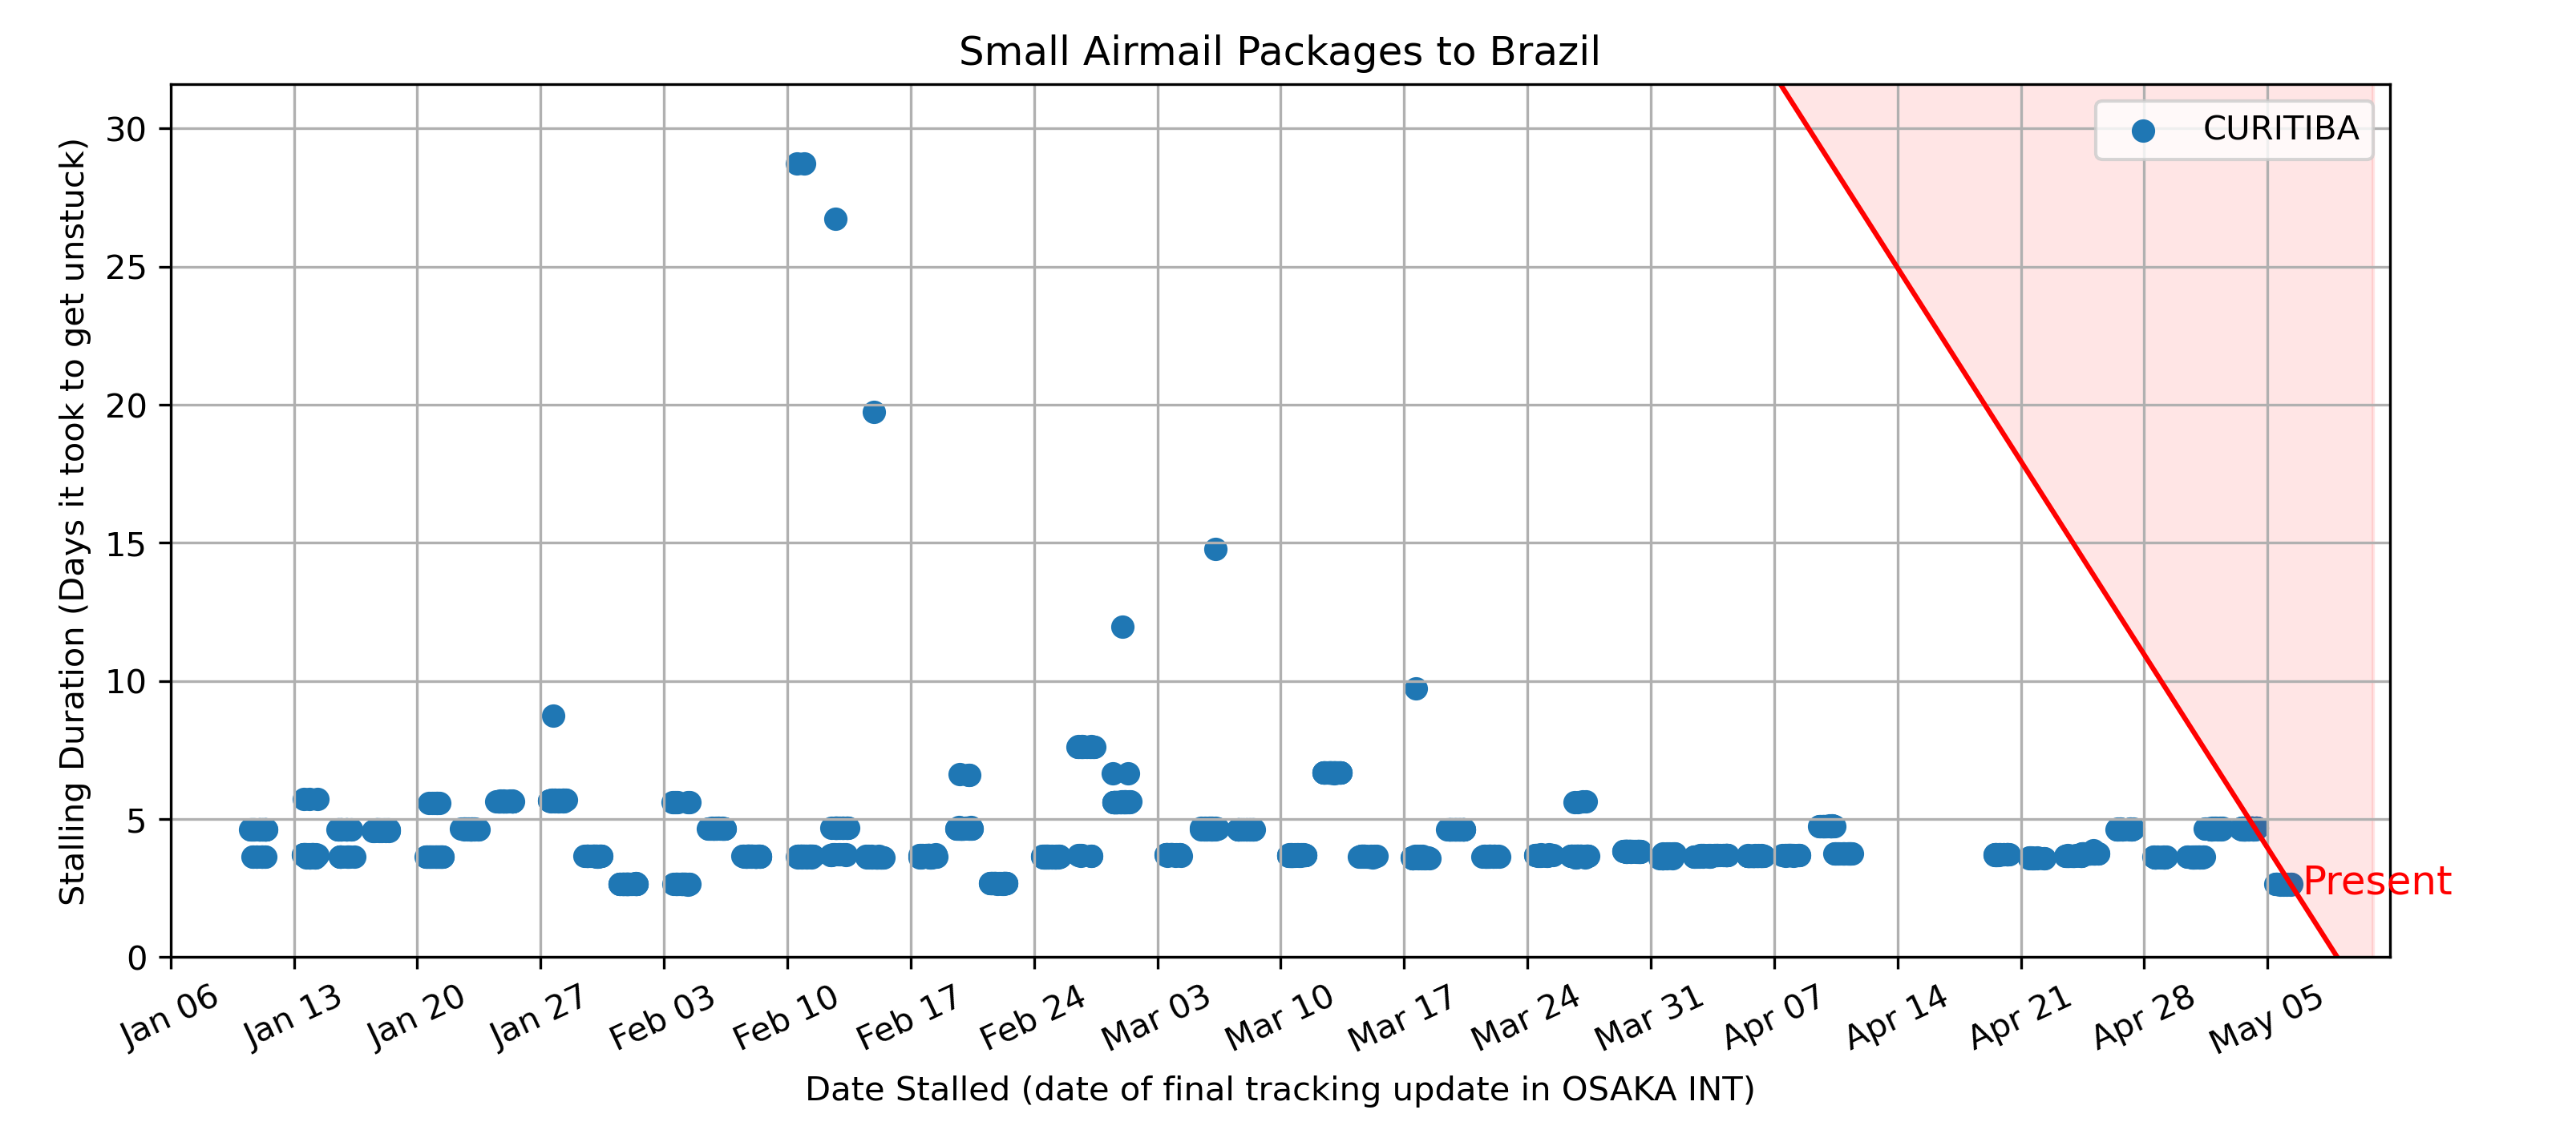 Small Airmail Packages to Brazil
CURITIBA
30
25
20
15
10
5
0
Stalling Duration (Days it took to get unstuck)
Present
Jan 06
Jan 13
Jan 20
Jan 27
Feb 03
Feb 10
Feb 17
Feb 24
Mar 03
Mar 10
Mar 17
Mar 24
Mar 31
Apr 07
Apr 14
Apr 21
Apr 28
May 05
Date Stalled (date of final tracking update in OSAKA INT)